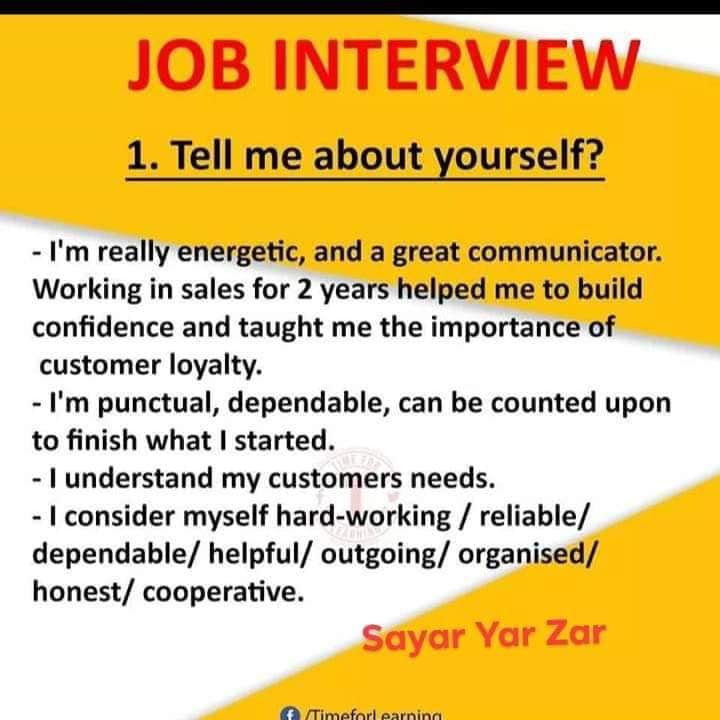 JOB INTERVIEW
1. Tell me about yourself?
- I'm really energetic, and a great communicator.
Working in sales for 2 years helped me to build
confidence and taught me the importance of
customer loyalty.
- I'm punctual, dependable, can be counted upon
to finish what I started.
- I understand my customers needs.
- I consider myself hard-working / reliable/
dependable/ helpful/ outgoing/ organised/
honest/ cooperative.
Sayar Yar Zar
/TimeforLearning